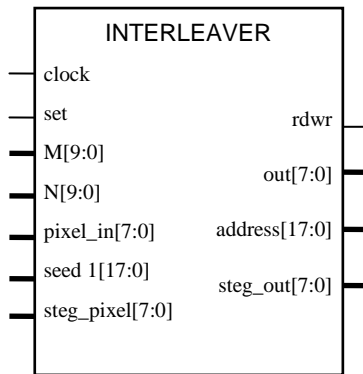 INTERLEAVER
clock
set
M[9:0]
N[9:0]
pixel_in[7:0]
seed 1[17:0]
steg_pixel[7:0]
rdwr
out[7:0]
address[17:0]
steg_out[7:0]